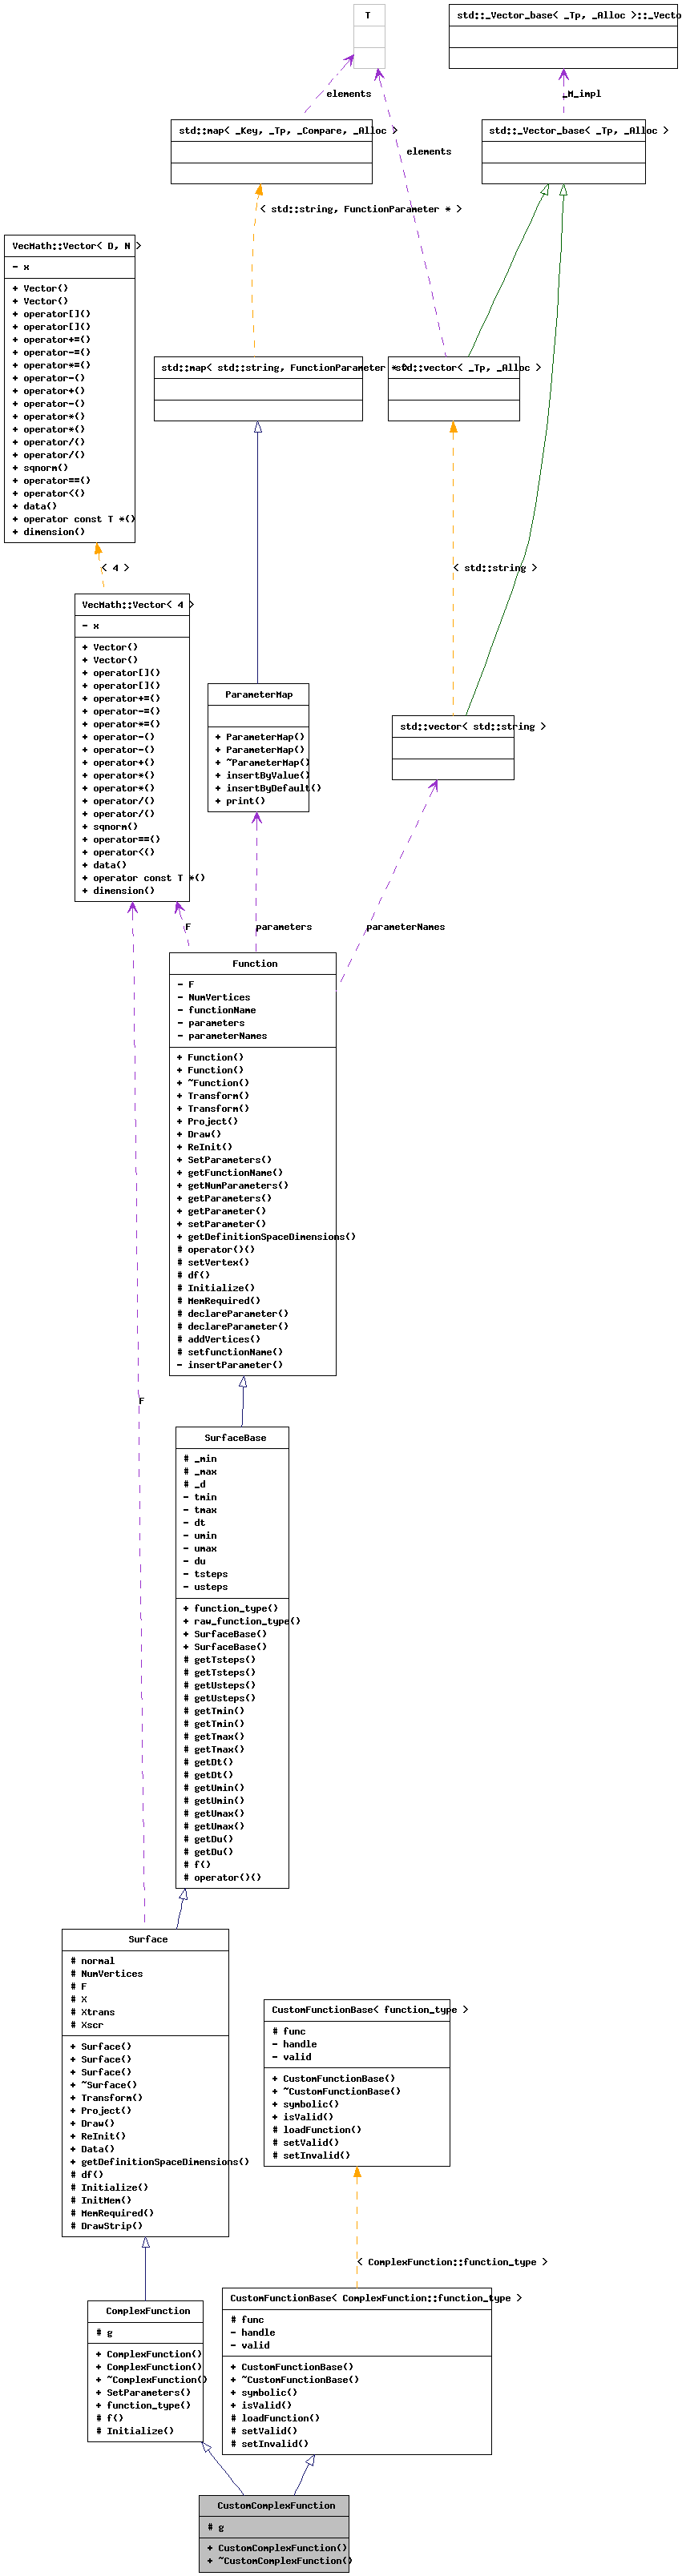 T
std::_Vector_base< _Tp, _Alloc >::_Vecto
elements
_M_impl
std::map< _Key, _Tp, _Compare, _Alloc >
std::_Vector_base< _Tp, _Alloc >
elements
< std::string, FunctionParameter * >
VecMath::Vector< D, N >
- x
+ Vector()
+ Vector()
+ operator[]()
+ operator[]()
+ operator+=()
+ operator-=()
+ operator*=()
+ operator-()
+ operator+()
+ operator-()
+ operator*()
+ operator*()
+ operator/()
+ operator/()
+ sqnorm()
+ operator==()
+ operator<()
+ data()
+ operator const T *()
+ dimension()
std::map< std::string, FunctionParameter * >
std::vector< _Tp, _Alloc >
< 4 >
< std::string >
VecMath::Vector< 4 >
- x
+ Vector()
+ Vector()
+ operator[]()
+ operator[]()
+ operator+=()
+ operator-=()
+ operator*=()
+ operator-()
+ operator-()
+ operator+()
+ operator*()
+ operator*()
+ operator/()
+ operator/()
+ sqnorm()
+ operator==()
+ operator<()
+ data()
+ operator const T *()
+ dimension()
ParameterMap
+ ParameterMap()
+ ParameterMap()
+ ~ParameterMap()
+ insertByValue()
+ insertByDefault()
+ print()
std::vector< std::string >
F
parameters
parameterNames
Function
- F
- NumVertices
- functionName
- parameters
- parameterNames
+ Function()
+ Function()
+ ~Function()
+ Transform()
+ Transform()
+ Project()
+ Draw()
+ ReInit()
+ SetParameters()
+ getFunctionName()
+ getNumParameters()
+ getParameters()
+ getParameter()
+ setParameter()
+ getDefinitionSpaceDimensions()
# operator()()
# setVertex()
# df()
# Initialize()
# MemRequired()
# declareParameter()
# declareParameter()
# addVertices()
# setfunctionName()
- insertParameter()
F
SurfaceBase
# _min
# _max
# _d
- tmin
- tmax
- dt
- umin
- umax
- du
- tsteps
- usteps
+ function_type()
+ raw_function_type()
+ SurfaceBase()
+ SurfaceBase()
# getTsteps()
# getTsteps()
# getUsteps()
# getUsteps()
# getTmin()
# getTmin()
# getTmax()
# getTmax()
# getDt()
# getDt()
# getUmin()
# getUmin()
# getUmax()
# getUmax()
# getDu()
# getDu()
# f()
# operator()()
Surface
# normal
# NumVertices
# F
# X
# Xtrans
# Xscr
+ Surface()
+ Surface()
+ Surface()
+ ~Surface()
+ Transform()
+ Project()
+ Draw()
+ ReInit()
+ Data()
+ getDefinitionSpaceDimensions()
# df()
# Initialize()
# InitMem()
# MemRequired()
# DrawStrip()
CustomFunctionBase< function_type >
# func
- handle
- valid
+ CustomFunctionBase()
+ ~CustomFunctionBase()
+ symbolic()
+ isValid()
# loadFunction()
# setValid()
# setInvalid()
< ComplexFunction::function_type >
ComplexFunction
# g
+ ComplexFunction()
+ ComplexFunction()
+ ~ComplexFunction()
+ SetParameters()
+ function_type()
# f()
# Initialize()
CustomFunctionBase< ComplexFunction::function_type >
# func
- handle
- valid
+ CustomFunctionBase()
+ ~CustomFunctionBase()
+ symbolic()
+ isValid()
# loadFunction()
# setValid()
# setInvalid()
CustomComplexFunction
# g
+ CustomComplexFunction()
+ ~CustomComplexFunction()